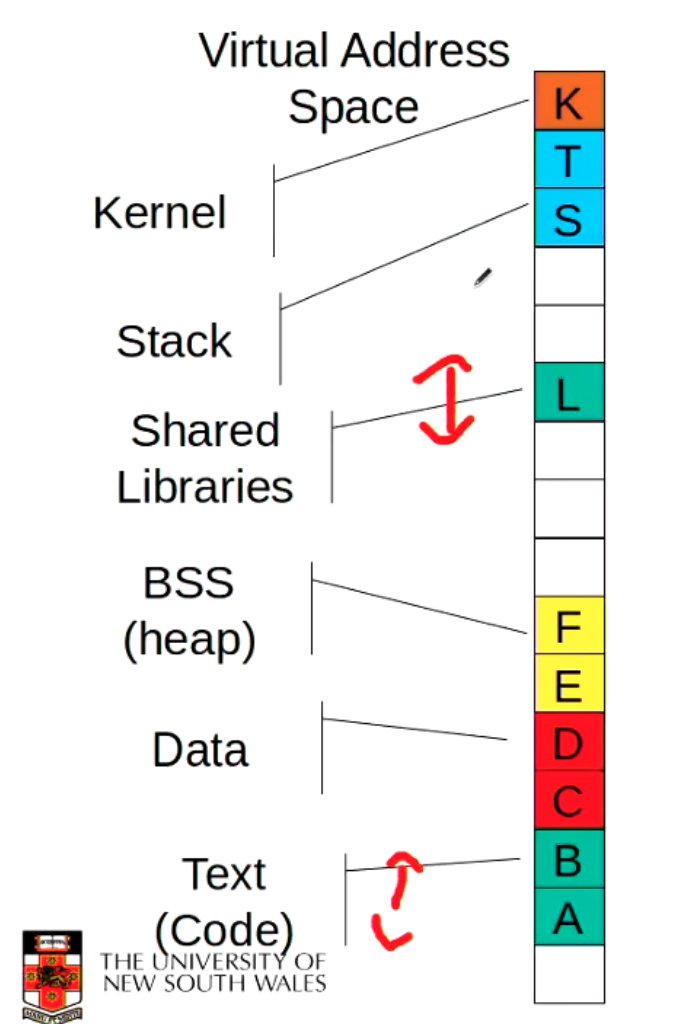 Virtual Address
Space
Kernel
Stack
Shared
Libraries
BSS
(heap)
Data
Text
(Code)
K
T
S
L
F
E
D
C
B
A
THE UNIVERSITY OF
NEW SOUTH WALES